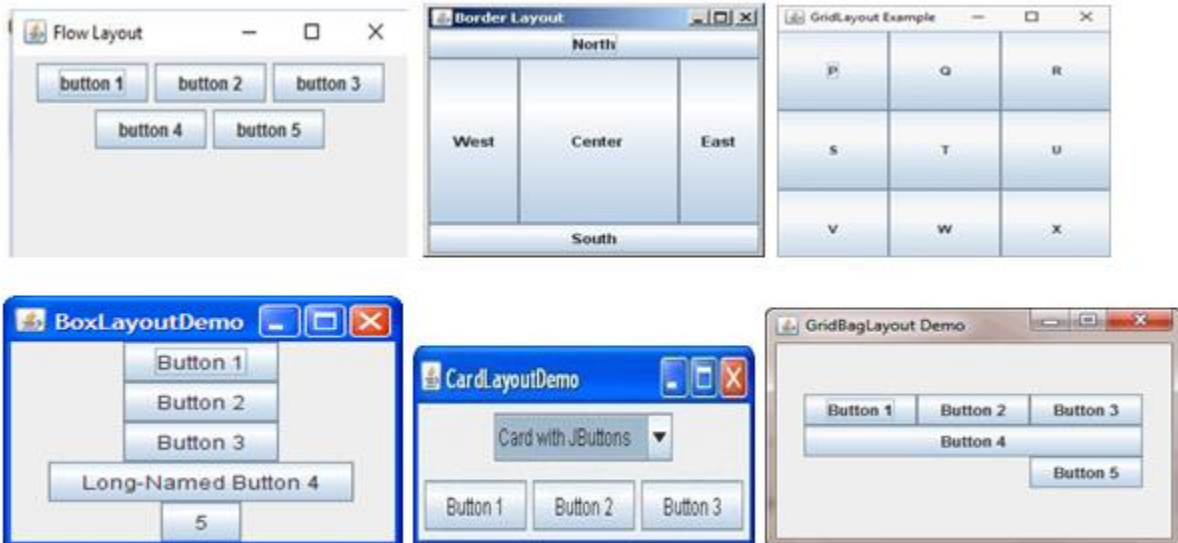 Flow Layout
button 1 button 2 button 3
button 4 button 5
Border Layout
North
West Center East
South
GridLayout Example
P Q R
S T U
V W X
BoxLayoutDemo
Button 1
Button 2
Button 3
Long-Named Button 4
5
CardLayoutDemo
Card with JButtons
Button 1 Button 2 Button 3
GridBagLayout Demo
Button 1 Button 2 Button 3
Button 4
Button 5